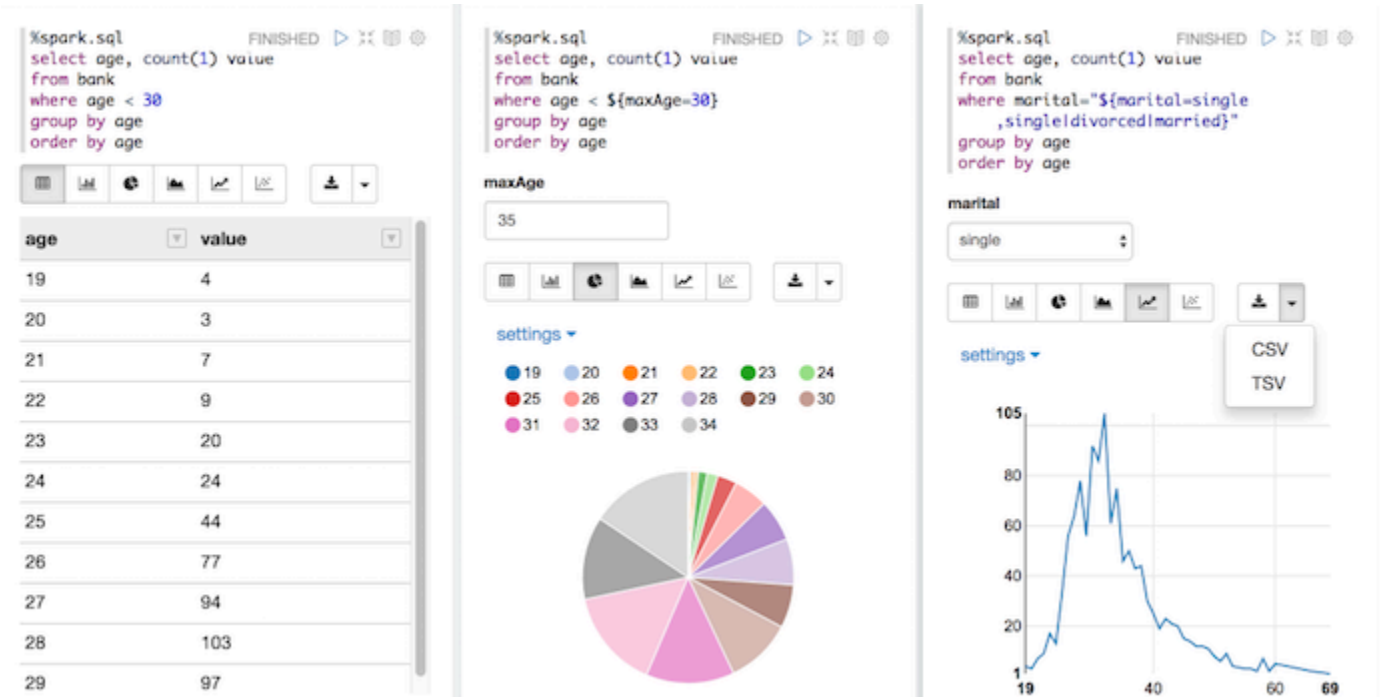 %spark.sql FINISHED
select age, count(1) value
from bank
where age < 30
group by age
order by age
age value
19 4
20 3
21 7
22 9
23 20
24 24
25 44
26 77
27 94
28 103
29 97
%spark.sql FINISHED
select age, count(1) value
from bank
where age < ${maxAge=30}
group by age
order by age
maxAge
35
settings
19 20 21 22 23 24
25 26 27 28 29 30
31 32 33 34
%spark.sql FINISHED
select age, count(1) value
from bank
where marital="${marital=single
,single|divorced|married}"
group by age
order by age
marital
single
CSV
TSV
settings
105
80
60
40
20
1
19 40 60 69